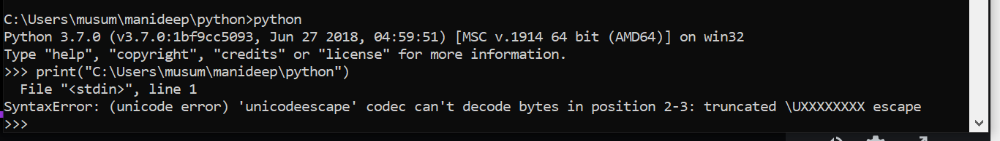 C:\Users\musum\manideep\python>python
Python 3.7.0 (v3.7.0:1bf9cc5093, Jun 27 2018, 04:59:51) [MSC v.1914 64 bit (AMD64)] on win32
Type "help", "copyright", "credits" or "license" for more information.
>>> print("C:\Users\musum\manideep\python")
  File "<stdin>", line 1
SyntaxError: (unicode error) 'unicodeescape' codec can't decode bytes in position 2-3: truncated \UXXXXXXXX escape
>>>